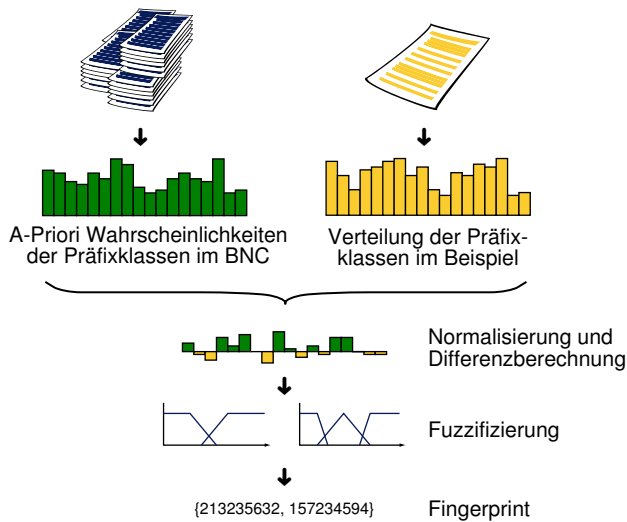 A-Priori Wahrscheinlichkeiten
der Präfixklassen im BNC
Verteilung der Präfix-
klassen im Beispiel
Normalisierung und
Differenzberechnung
Fuzzifizierung
{213235632, 157234594}
Fingerprint